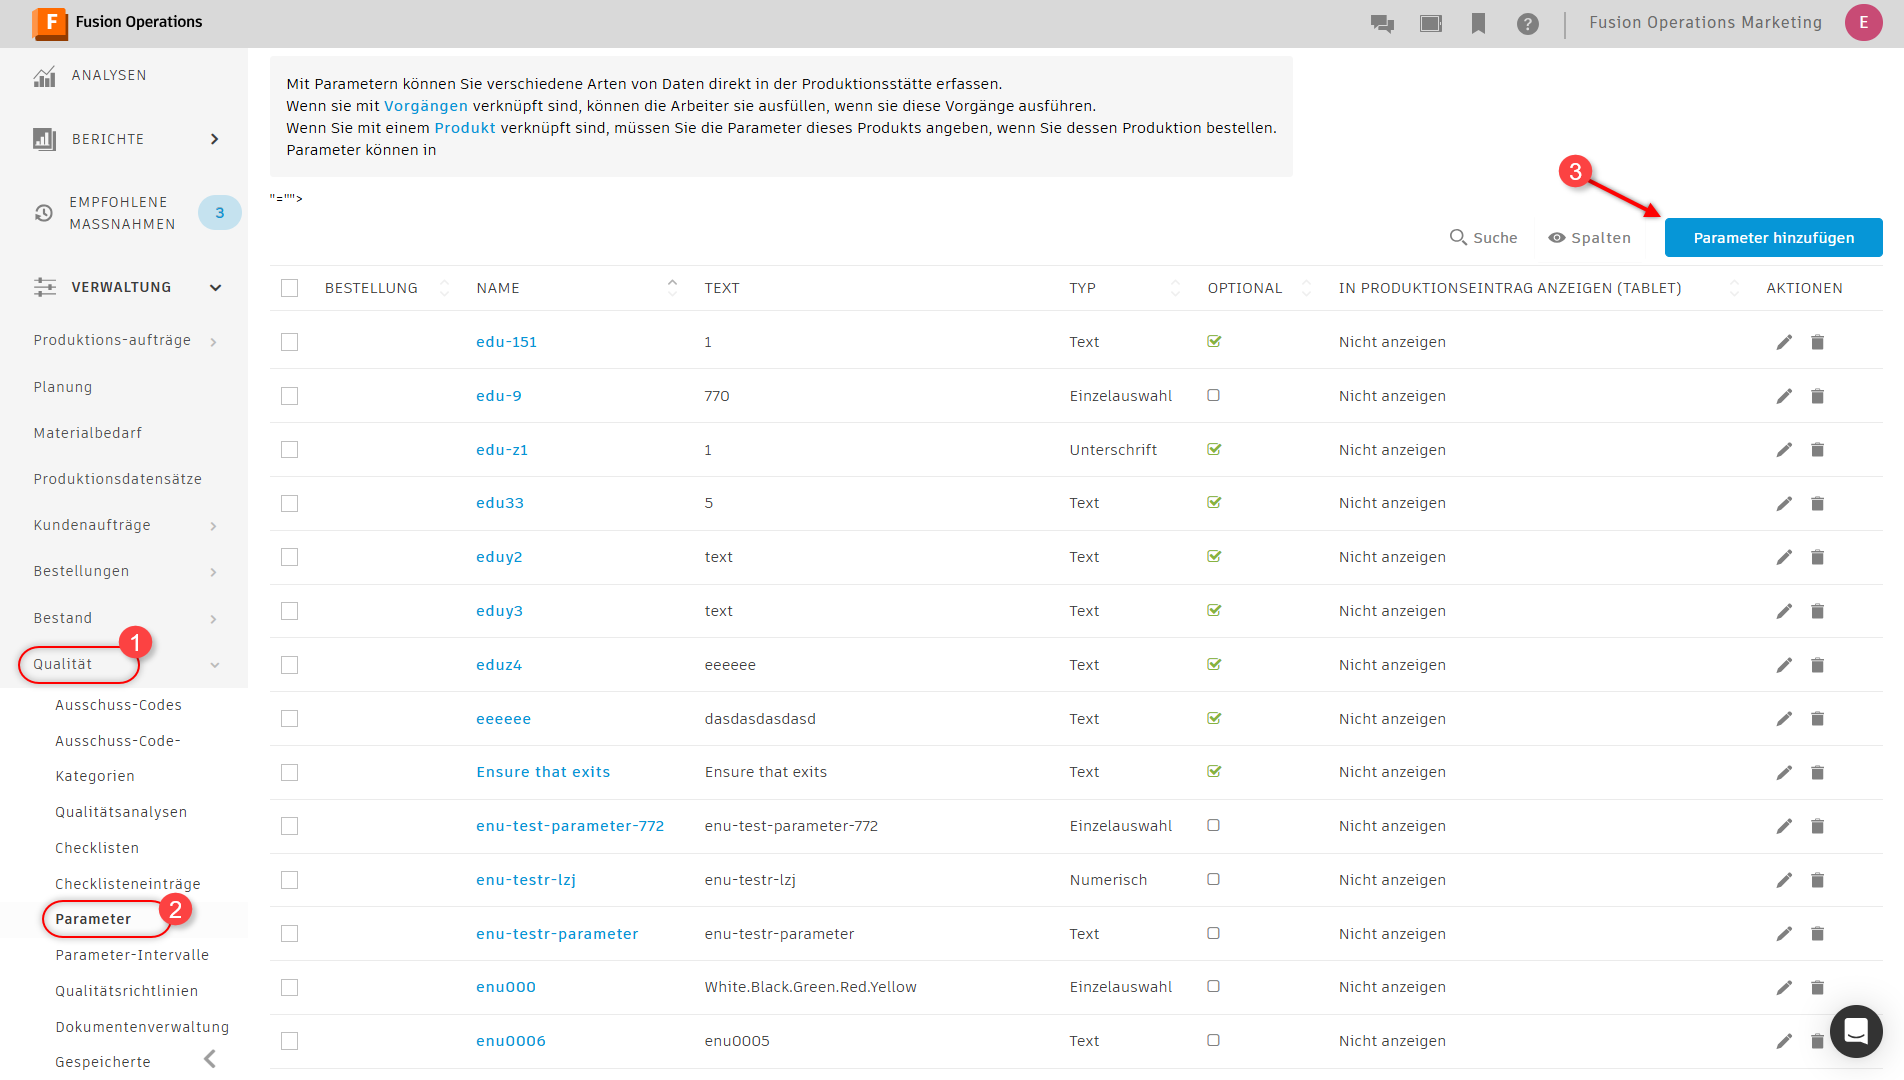 F Fusion Operations
Fusion Operations Marketing E
ANALYSEN
BERICHTE
EMPFOHLENE
MASSNAHMEN
3
VERWALTUNG
Produktions-aufträge
Planung
Materialbedarf
Produktionsdatensätze
Kundenaufträge
Bestellungen
Bestand
1
Qualität
Ausschuss-Codes
Ausschuss-Code-
Kategorien
Qualitätsanalysen
Checklisten
Checklisteneinträge
Parameter
2
Parameter-Intervalle
Qualitätsrichtlinien
Dokumentenverwaltung
Gespeicherte
Mit Parametern können Sie verschiedene Arten von Daten direkt in der Produktionsstätte erfassen.
Wenn sie mit Vorgängen verknüpft sind, können die Arbeiter sie ausfüllen, wenn sie diese Vorgänge ausführen.
Wenn Sie mit einem Produkt verknüpft sind, müssen Sie die Parameter dieses Produkts angeben, wenn Sie dessen Produktion bestellen.
Parameter können in
"="">
3
Suche Spalten Parameter hinzufügen
BESTELLUNG NAME TEXT TYP OPTIONAL IN PRODUKTIONSEINTRAG ANZEIGEN (TABLET) AKTIONEN
edu-151 1 Text Nicht anzeigen
edu-9 770 Einzelauswahl Nicht anzeigen
edu-z1 1 Unterschrift Nicht anzeigen
edu33 5 Text Nicht anzeigen
eduy2 text Text Nicht anzeigen
eduy3 text Text Nicht anzeigen
eduz4 eeeeee Text Nicht anzeigen
eeeeee dasdasdasdasd Text Nicht anzeigen
Ensure that exits Ensure that exits Text Nicht anzeigen
enu-test-parameter-772 enu-test-parameter-772 Einzelauswahl Nicht anzeigen
enu-testr-lzj enu-testr-lzj Numerisch Nicht anzeigen
enu-testr-parameter enu-testr-parameter Text Nicht anzeigen
enu000 White.Black.Green.Red.Yellow Einzelauswahl Nicht anzeigen
enu0006 enu0005 Text Nicht anzeigen